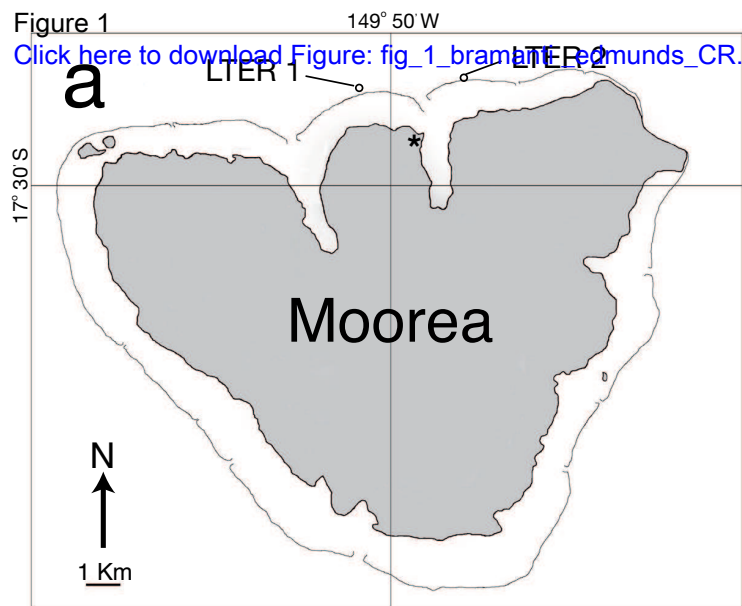 Figure 1
149° 50' W
Click here to download Figure: fig_1_bramanti_edmunds_CR.
a
LTER 1
LTER 2
*
17° 30' S
Moorea
N
1 Km